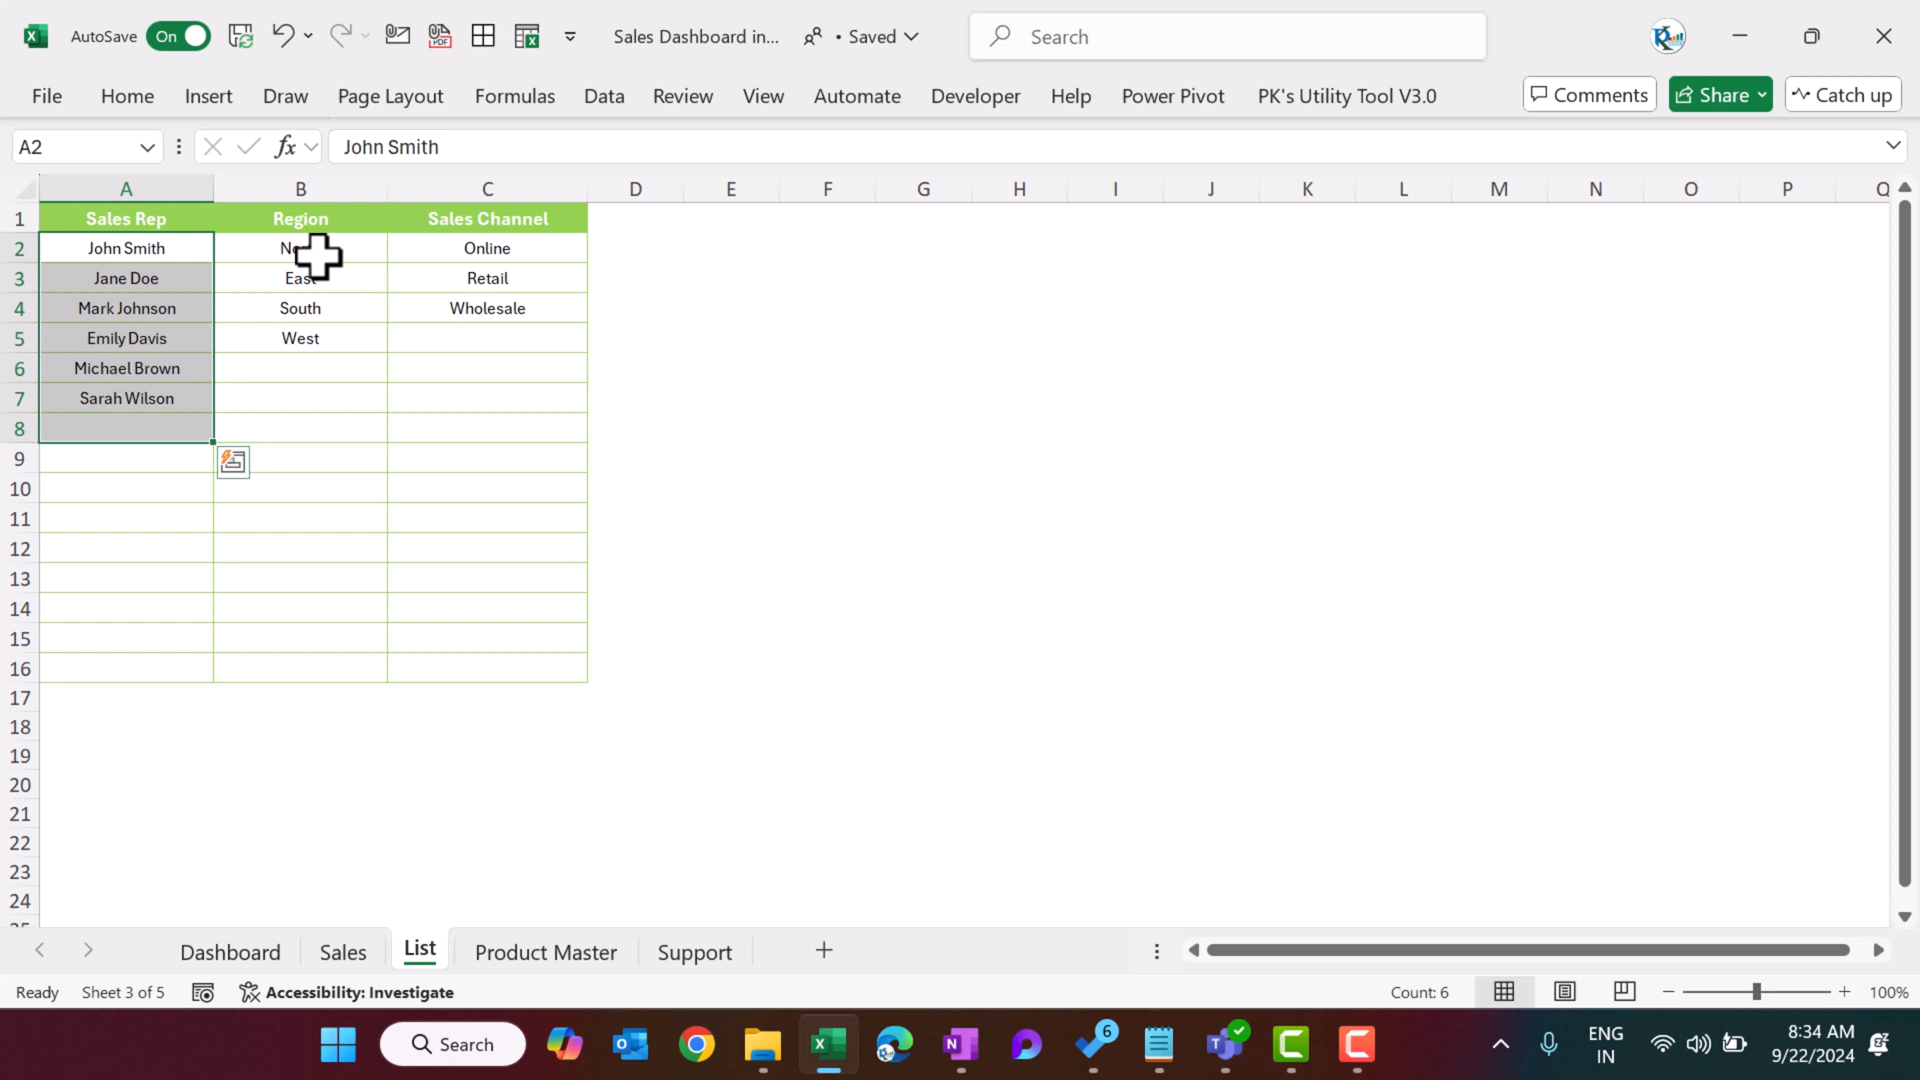 AutoSave On Sales Dashboard in... • Saved Search
File Home Insert Draw Page Layout Formulas Data Review View Automate Developer Help Power Pivot PK's Utility Tool V3.0 Comments Share Catch up
A2 fx John Smith
A B C D E F G H I J K L M N O P Q
1 Sales Rep Region Sales Channel
2 John Smith Online
3 Jane Doe East Retail
4 Mark Johnson South Wholesale
5 Emily Davis West
6 Michael Brown
7 Sarah Wilson
8
9
10
11
12
13
14
15
16
17
18
19
20
21
22
23
24
Dashboard Sales List Product Master Support
Ready Sheet 3 of 5 Accessibility: Investigate Count: 6 100%
Search 6 ENG 8:34 AM
IN 9/22/2024